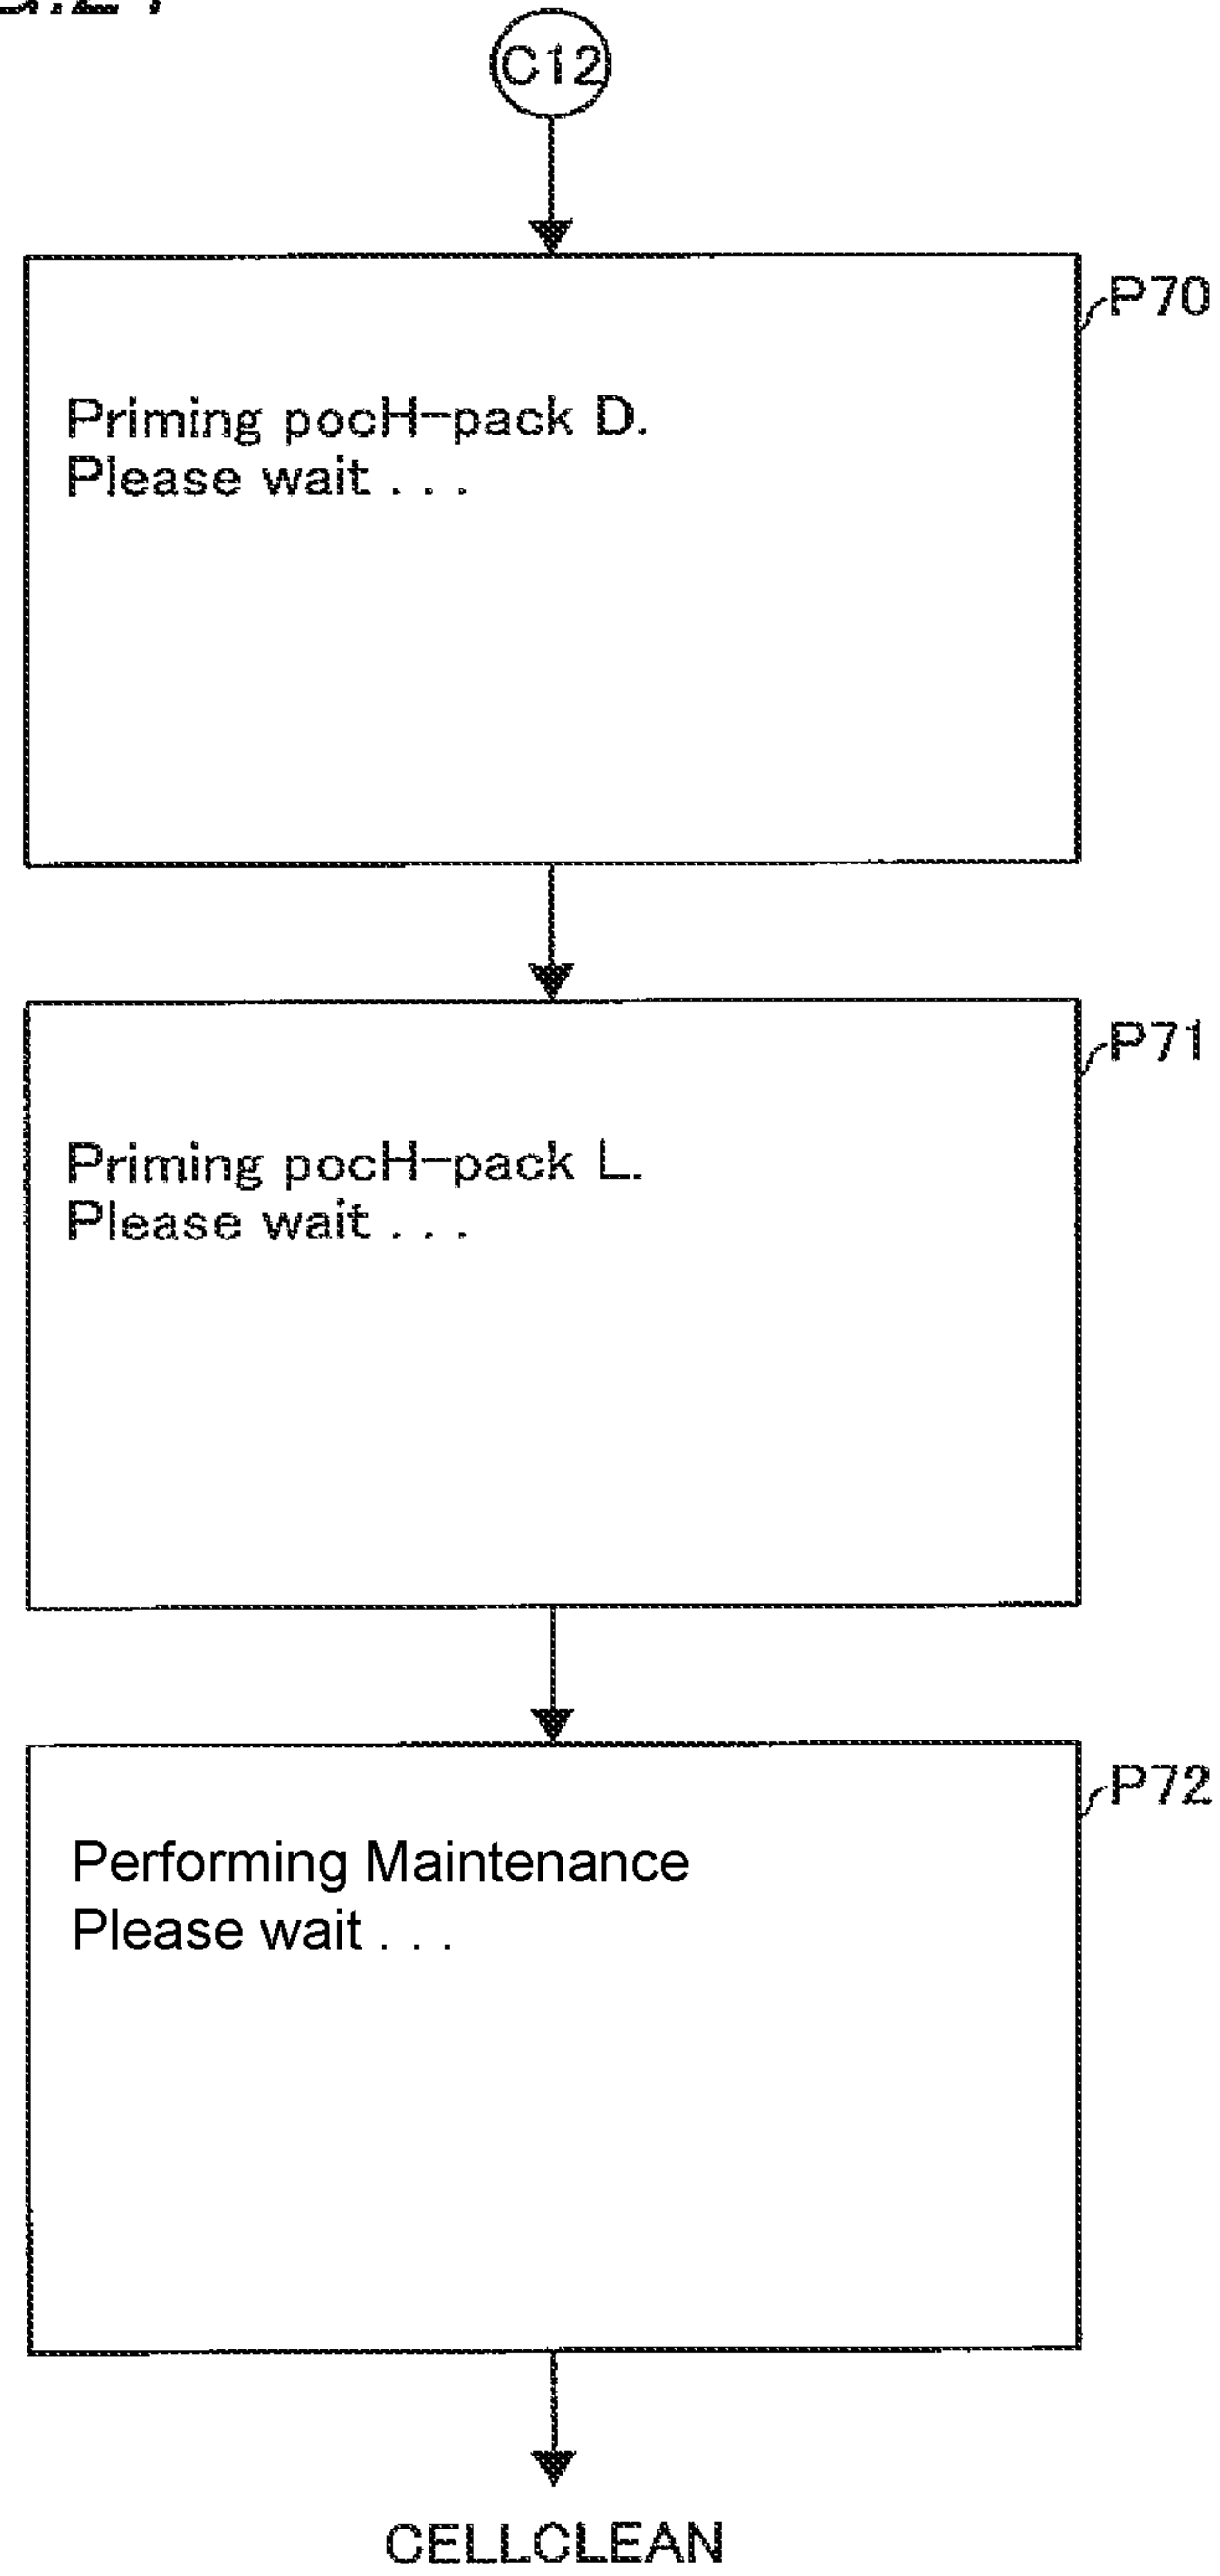 C12
P70
Priming pocH-pack D.
Please wait . . .
P71
Priming pocH-pack L.
Please wait . . .
P72
Performing Maintenance
Please wait . . .
CELLCLEAN